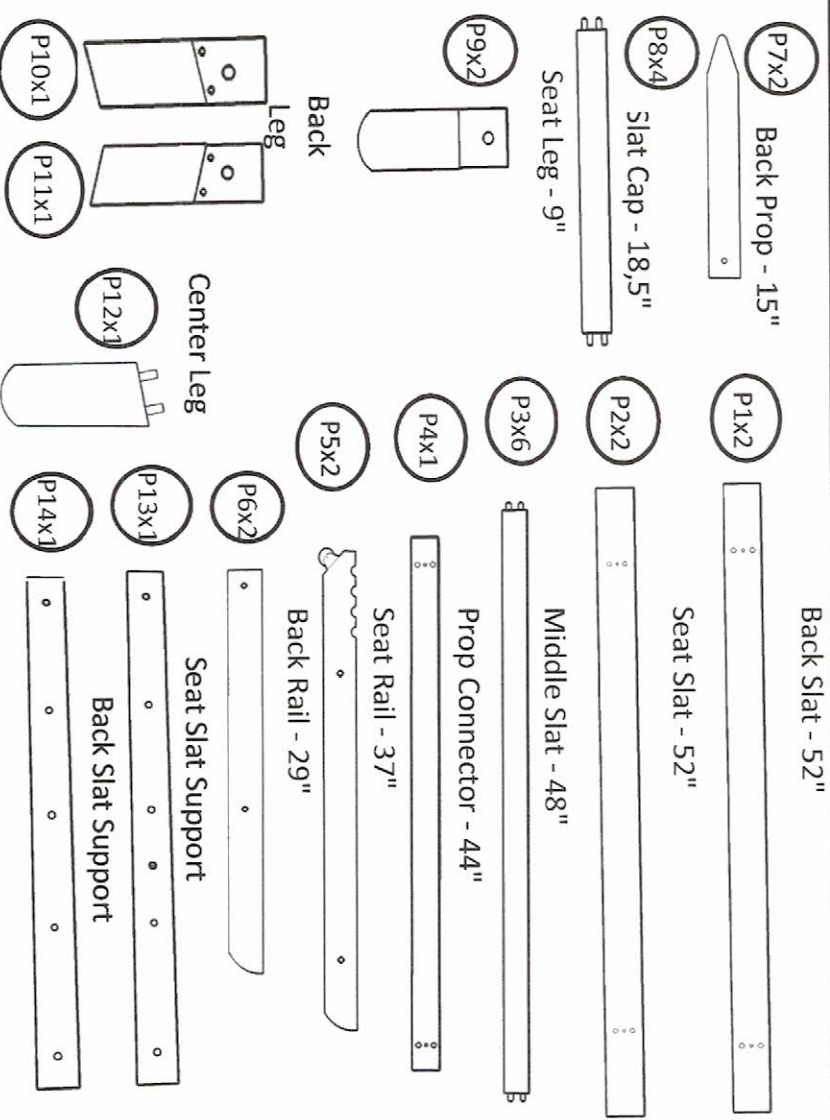 Back Slat - 52"
P1x2
Seat Slat - 52"
P2x2
Middle Slat - 48"
P3x6
Prop Connector - 44"
P4x1
Seat Rail - 37"
P5x2
Back Rail - 29"
P6x2
Seat Slat Support
P13x1
Back Slat Support
P14x1
P7x2
Back Prop - 15"
P8x4
Slat Cap - 18,5"
P9x2
Seat Leg - 9"
Back
Leg
P10x1
P11x1
Center Leg
P12x1